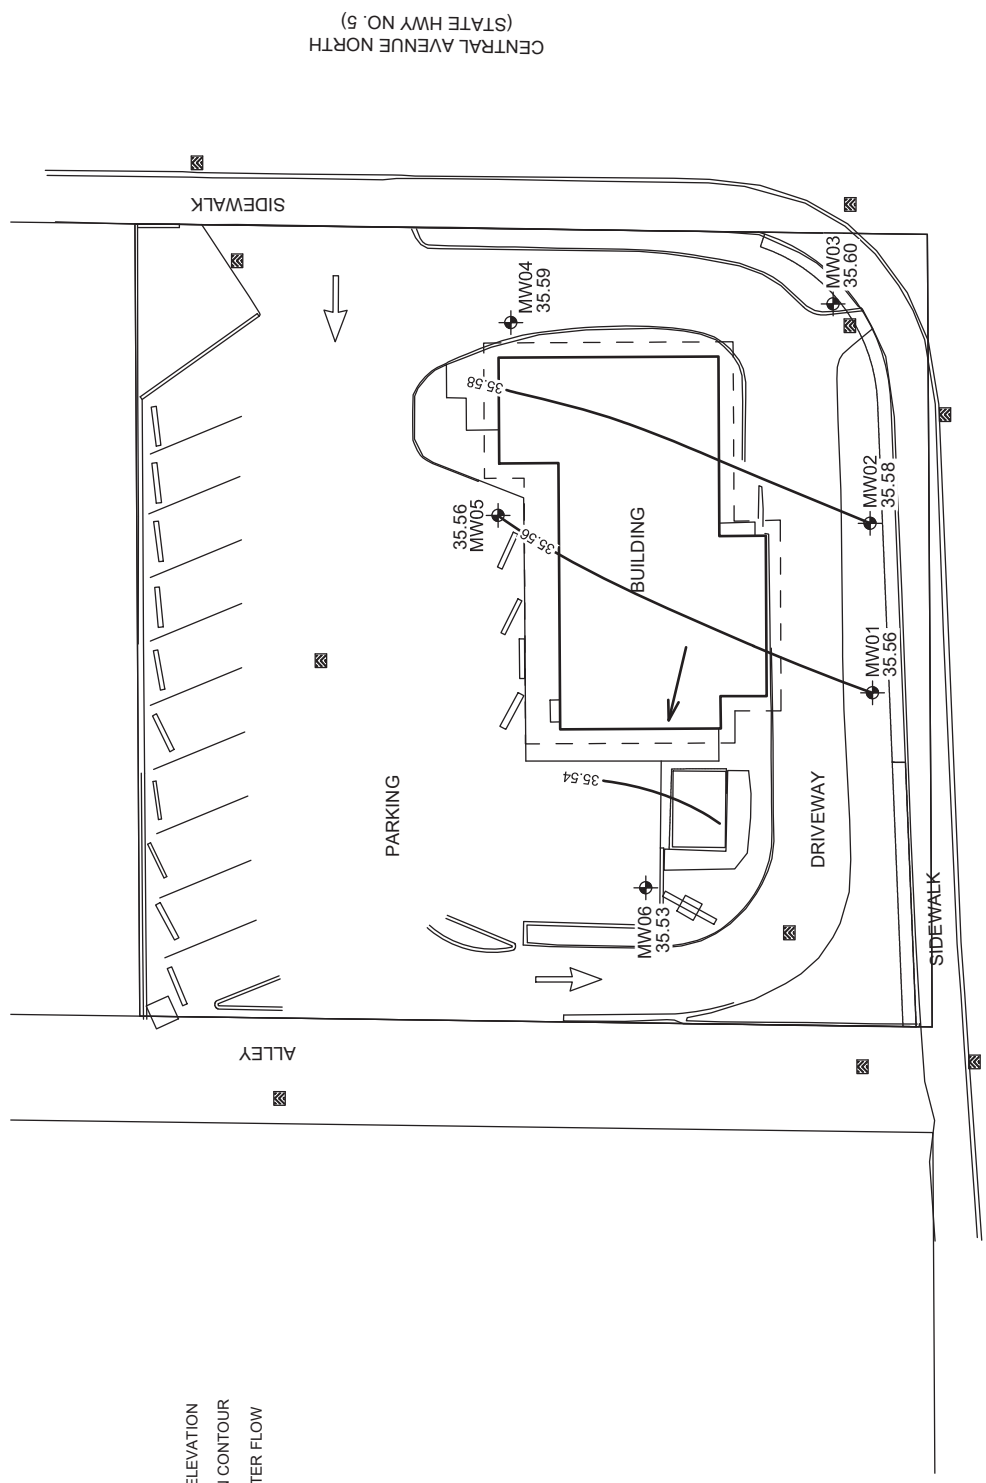 CENTRAL AVENUE NORTH
(STATE HWY NO. 5)
SIDEWALK
MW04
35.59
MW03
35.60
35.58
MW02
35.58
35.56
MW05
35.56
BUILDING
MW01
35.56
35.54
PARKING
DRIVEWAY
MW06
35.53
SIDEWALK
ALLEY
ELEVATION
CONTOUR
TER FLOW